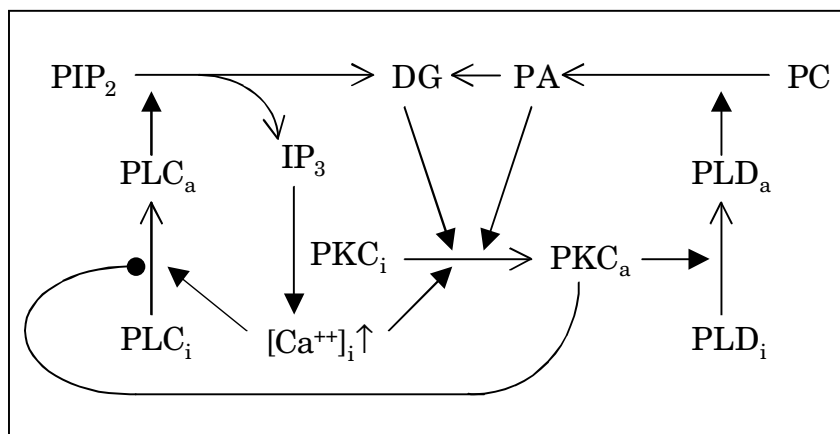 PIP₂ DG PA PC
IP₃
PLCₐ PLDₐ
PKCᵢ PKCₐ
PLCᵢ [Ca⁺⁺]ᵢ↑ PLDᵢ